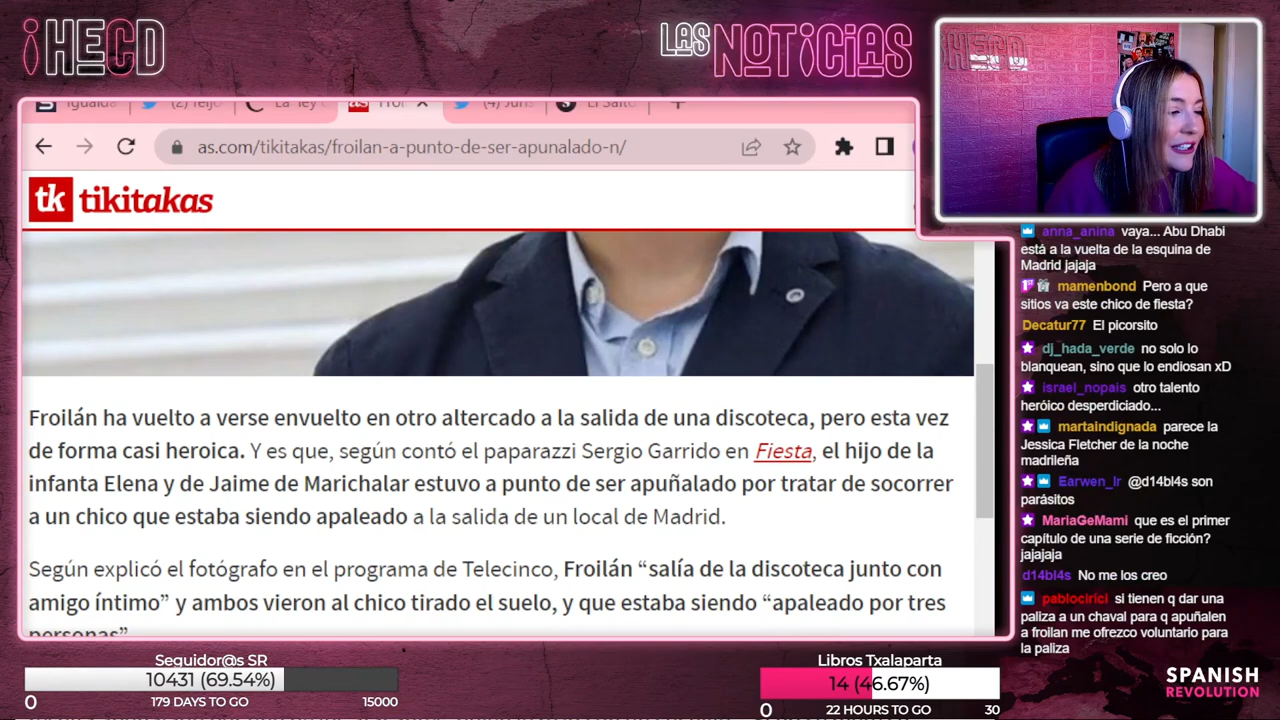 ¡HECD
LAS NOTICIAS
HECD
as.com/tikitakas/froilan-a-punto-de-ser-apunalado-n/
tk tikitakas
Froilán ha vuelto a verse envuelto en otro altercado a la salida de una discoteca, pero esta vez
de forma casi heroica. Y es que, según contó el paparazzi Sergio Garrido en Fiesta, el hijo de la
infanta Elena y de Jaime de Marichalar estuvo a punto de ser apuñalado por tratar de socorrer
a un chico que estaba siendo apaleado a la salida de un local de Madrid.
Según explicó el fotógrafo en el programa de Telecinco, Froilán “salía de la discoteca junto con
amigo íntimo” y ambos vieron al chico tirado el suelo, y que estaba siendo “apaleado por tres
personas”
anna_anina vaya... Abu Dhabi
está a la vuelta de la esquina de
Madrid jajaja
mamenbond Pero a que
sitios va este chico de fiesta?
Decatur77 El picorsito
dj_hada_verde no solo lo
blanquean, sino que lo endiosan xD
israel_nopais otro talento
heróico desperdiciado...
martaindignada parece la
Jessica Fletcher de la noche
madrileña
Earwen_lr @d14bl4s son
parásitos
MariaGeMami que es el primer
capítulo de una serie de ficción?
jajajaja
d14bl4s No me los creo
pablocirici si tienen q dar una
paliza a un chaval para q apuñalen
a froilan me ofrezco voluntario para
la paliza
Seguidor@s SR
10431 (69.54%)
0 179 DAYS TO GO 15000
Libros Txalaparta
14 (46.67%)
0 22 HOURS TO GO 30
SPANISH
REVOLUTION